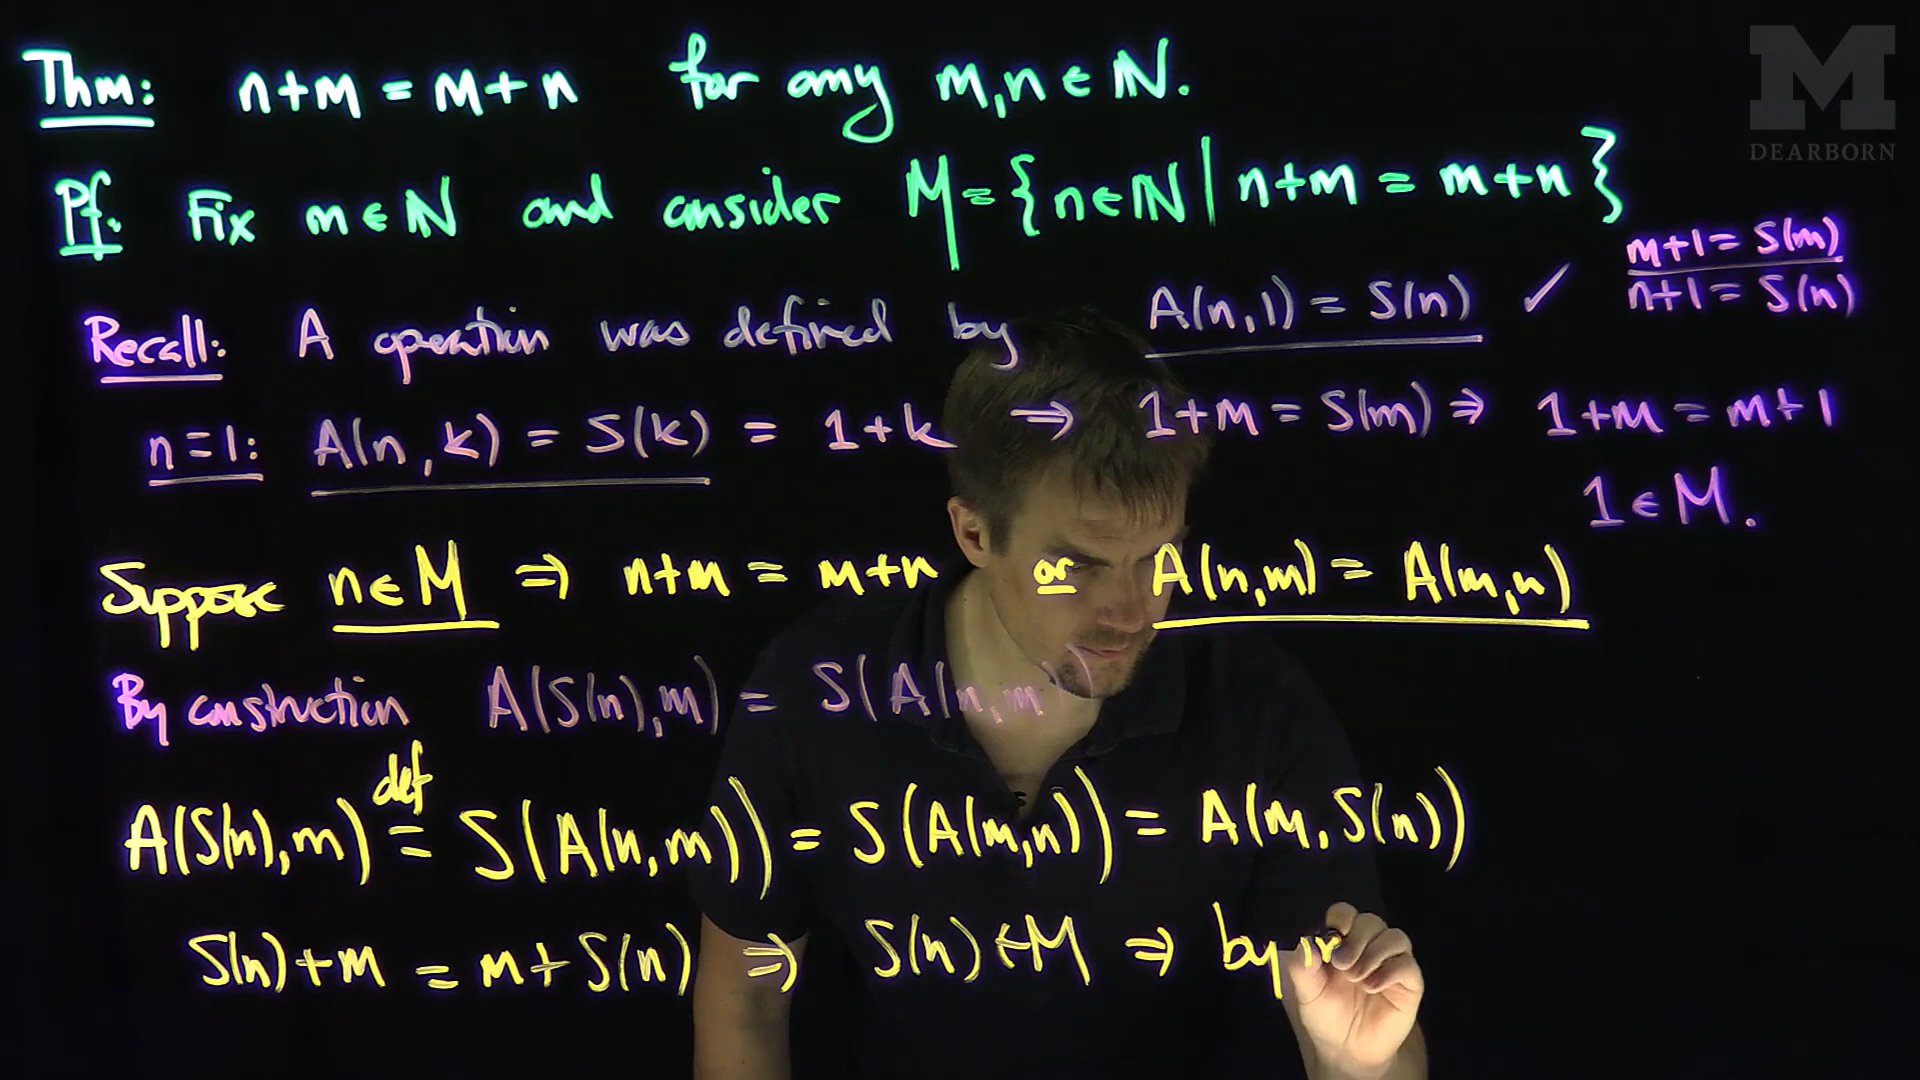 Thm: n+m = m+n for any m,n ∈ ℕ.
M
DEARBORN
Pf: Fix m ∈ ℕ and consider M = {n ∈ ℕ | n+m = m+n}
m+1 = S(m)
n+1 = S(n)
Recall: A operation was defined by A(n,1) = S(n) ✓
n=1: A(n,k) = S(k) = 1+k ⇒ 1+m = S(m) ⇒ 1+m = m+1
1 ∈ M.
Suppose n ∈ M ⇒ n+m = m+n or A(n,m) = A(m,n)
By construction A(S(n),m) = S(A(n,m))
def
A(S(n),m) = S(A(n,m)) = S(A(m,n)) = A(m,S(n))
S(n)+m = m+S(n) ⇒ S(n) ∈ M ⇒ by in